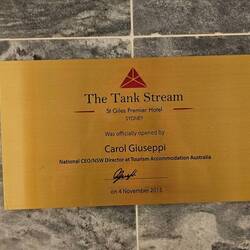 The Tank Stream
St Giles Premier Hotel
SYDNEY
Was officially opened by
Carol Giuseppi
National CEO/NSW Director at Tourism Accommodation Australia
on 4 November 2015